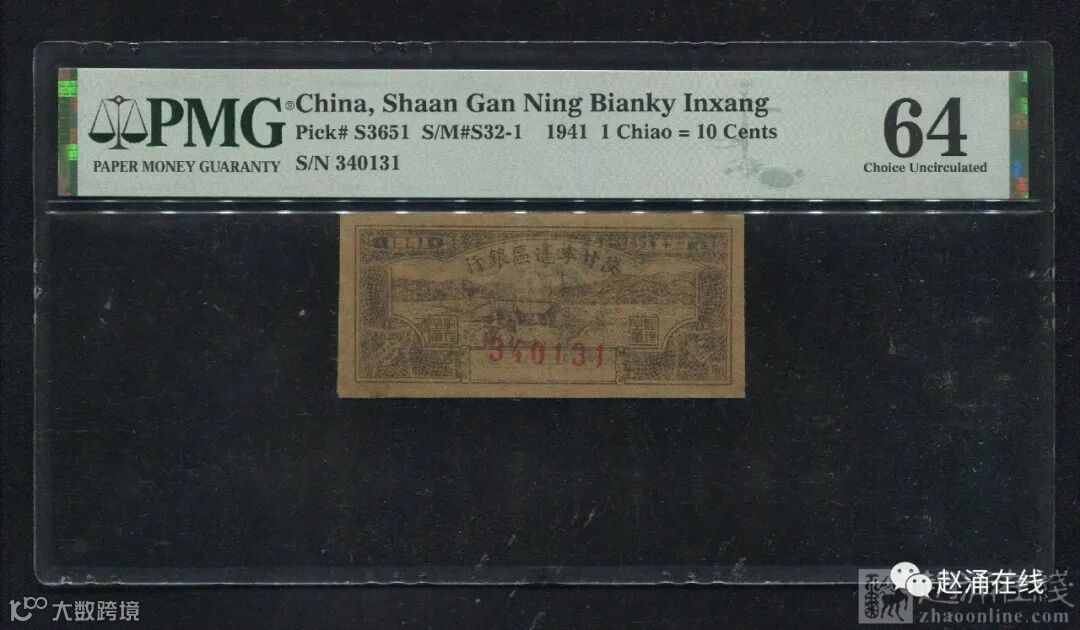 PMG®
PAPER MONEY GUARANTY
China, Shaan Gan Ning Bianky Inxang
Pick# S3651 S/M#S32-1 1941 1 Chiao = 10 Cents
S/N 340131
64
Choice Uncirculated
行銀區邊寧甘陝
340131
大数跨境
赵涌在线
zhaoonline.com